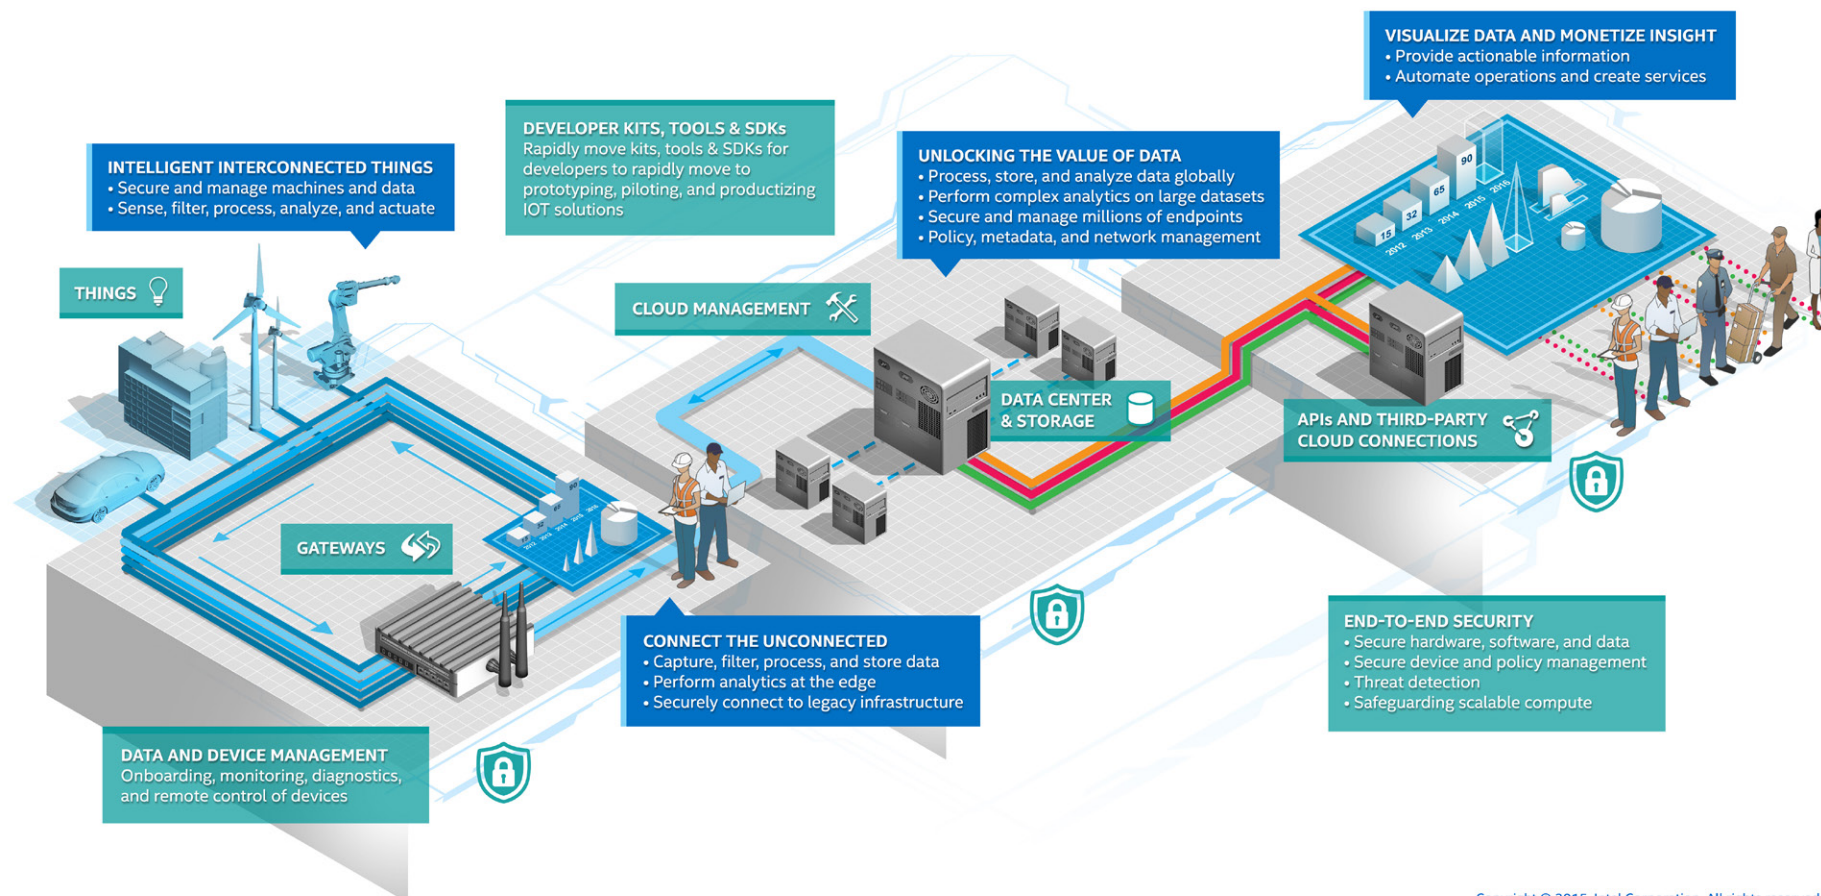 VISUALIZE DATA AND MONETIZE INSIGHT
• Provide actionable information
• Automate operations and create services
DEVELOPER KITS, TOOLS & SDKs
Rapidly move kits, tools & SDKs for
developers to rapidly move to
prototyping, piloting, and productizing
IOT solutions
INTELLIGENT INTERCONNECTED THINGS
• Secure and manage machines and data
• Sense, filter, process, analyze, and actuate
UNLOCKING THE VALUE OF DATA
• Process, store, and analyze data globally
• Perform complex analytics on large datasets
• Secure and manage millions of endpoints
• Policy, metadata, and network management
15
32
65
90
2012
2013
2014
2015
2016
THINGS
CLOUD MANAGEMENT
DATA CENTER
& STORAGE
APIs AND THIRD-PARTY
CLOUD CONNECTIONS
GATEWAYS
CONNECT THE UNCONNECTED
• Capture, filter, process, and store data
• Perform analytics at the edge
• Securely connect to legacy infrastructure
END-TO-END SECURITY
• Secure hardware, software, and data
• Secure device and policy management
• Threat detection
• Safeguarding scalable compute
DATA AND DEVICE MANAGEMENT
Onboarding, monitoring, diagnostics,
and remote control of devices